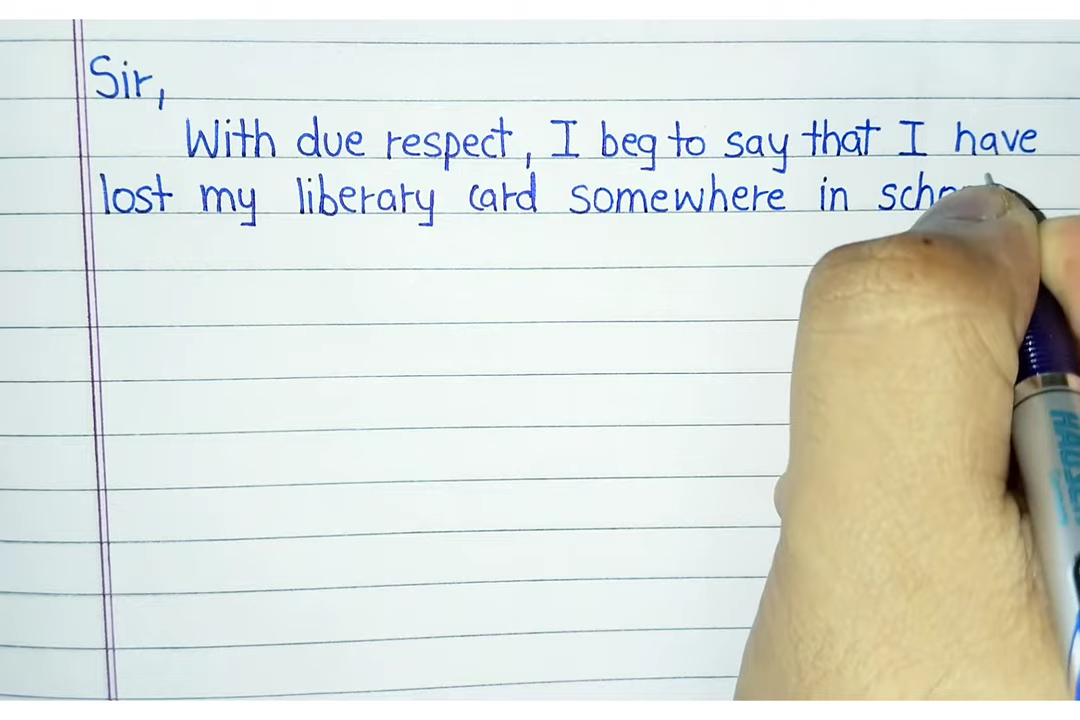 Sir,
With due respect, I beg to say that I have
lost my liberary card somewhere in